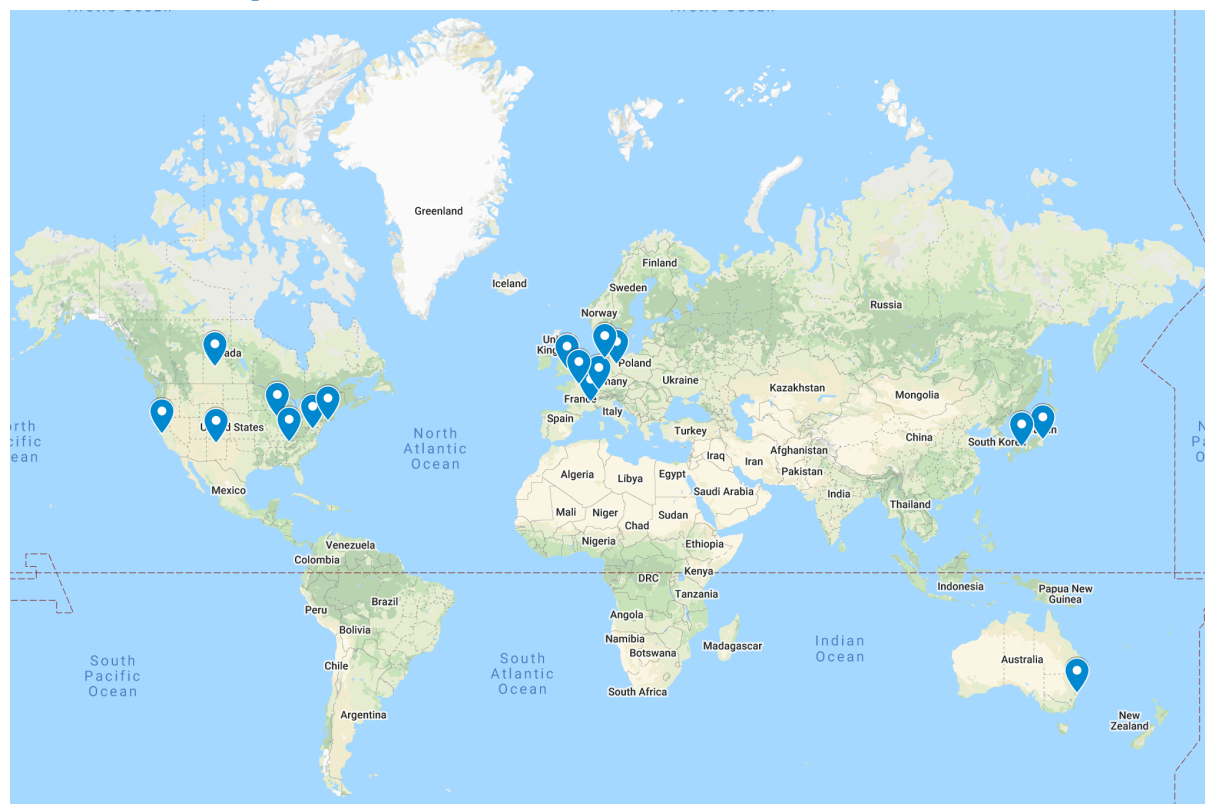 Greenland
Iceland
Finland
Sweden
Norway
Russia
Poland
Ukraine
France
Italy
Spain
Turkey
Kazakhstan
Mongolia
China
South Kore
United States
Mexico
North
Atlantic
Ocean
Iraq
Iran
Afghanistan
Pakistan
Algeria
Libya
Egypt
Saudi Arabia
India
Thailand
Mali
Niger
Chad
Sudan
Nigeria
Ethiopia
Venezuela
Colombia
DRC
Kenya
Tanzania
Indonesia
Papua New
Guinea
Peru
Brazil
Bolivia
Angola
Namibia
Botswana
Madagascar
Indian
Ocean
South
Pacific
Ocean
South
Atlantic
Ocean
Chile
Argentina
South Africa
Australia
New
Zealand